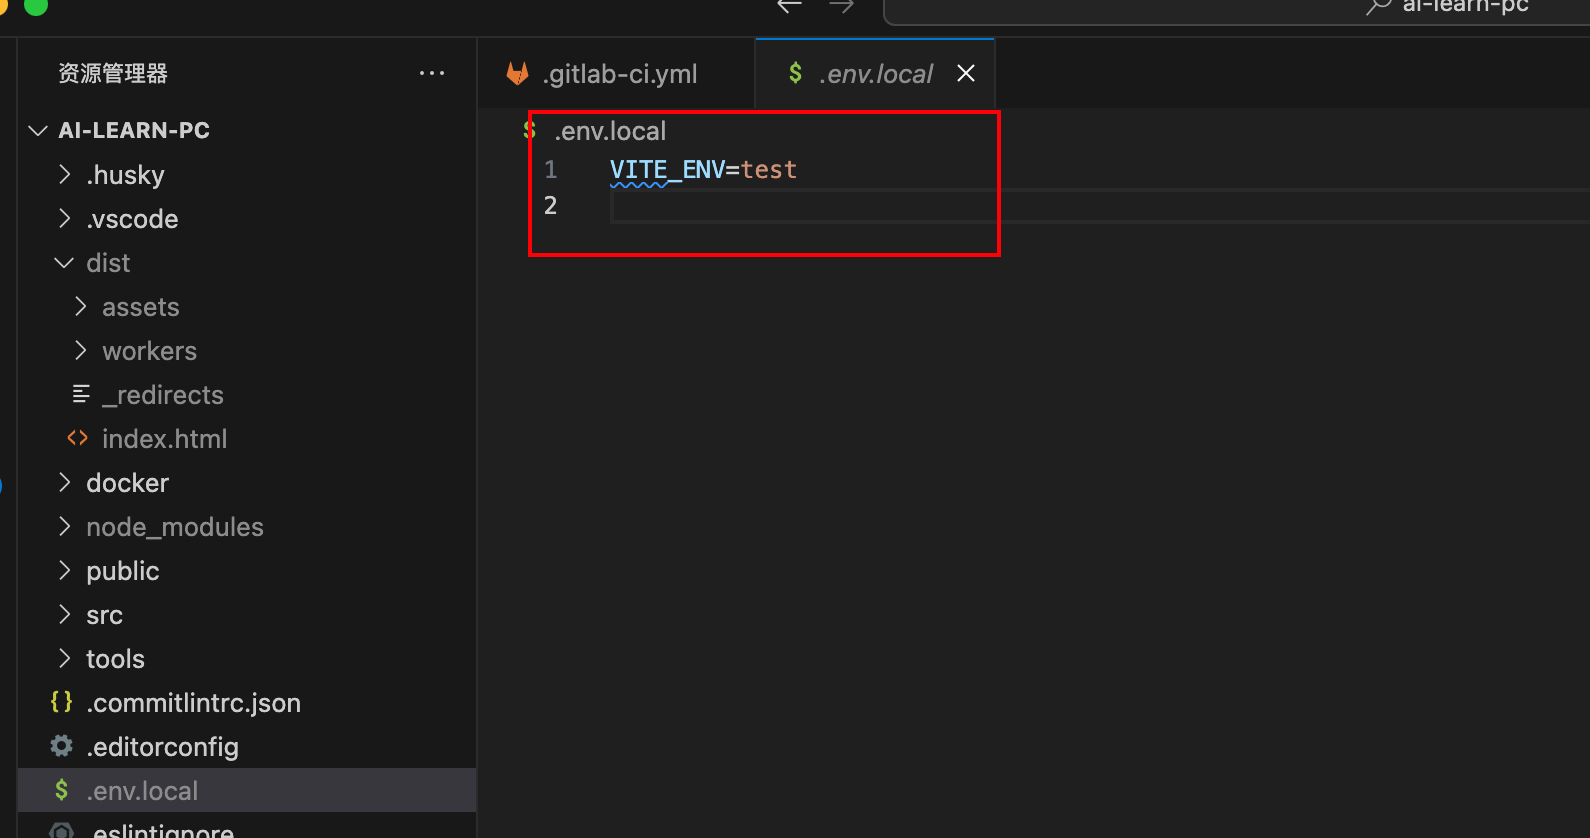 ai-learn-pc
资源管理器
AI-LEARN-PC
.husky
.vscode
dist
assets
workers
_redirects
index.html
docker
node_modules
public
src
tools
.commitlintrc.json
.editorconfig
.env.local
.eslintignore
.gitlab-ci.yml
.env.local
.env.local
1 VITE_ENV=test
2